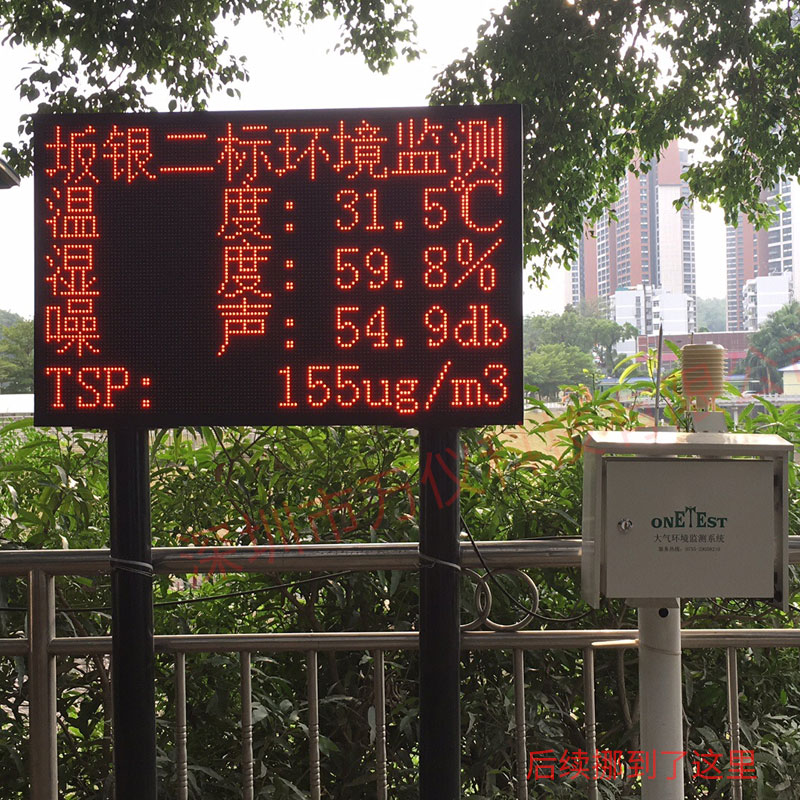 坂银二标环境监测
温 度: 31.5℃
湿 度: 59.8%
噪 声: 54.9db
TSP: 155ug/m3
ONETEST
大气环境监测系统
后续挪到了这里